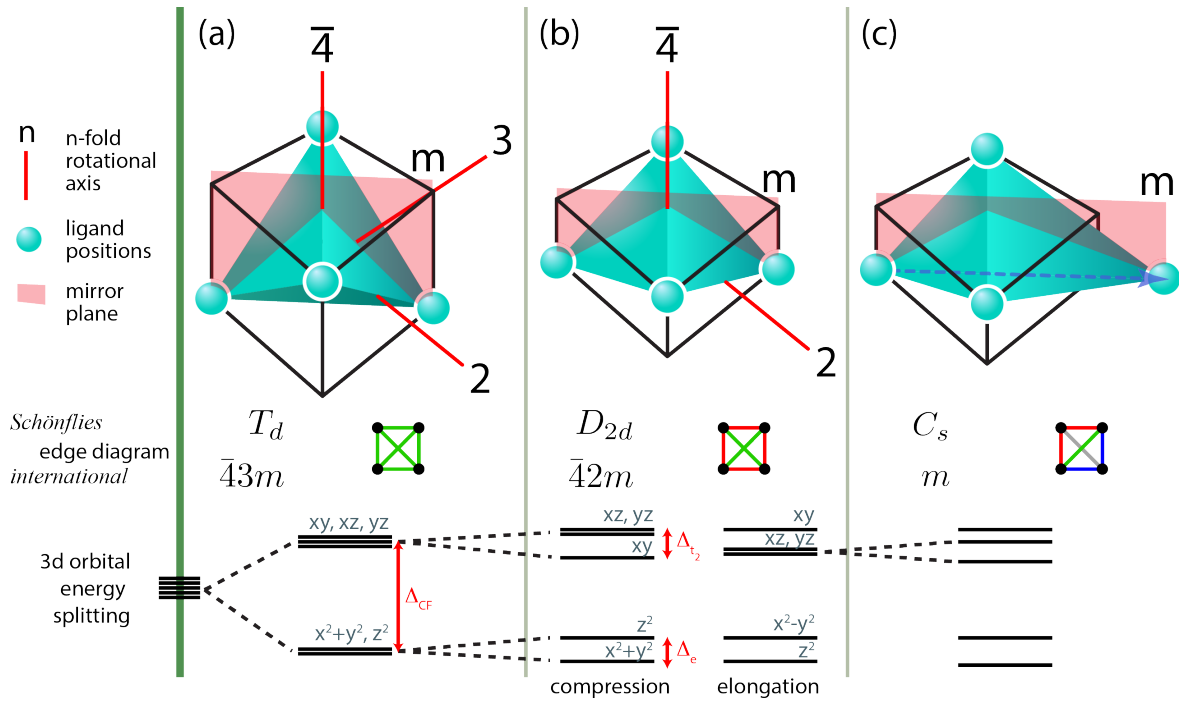 (a)
(b)
(c)
4̅
4̅
n
n-fold
rotational
axis
m
3
m
m
ligand
positions
mirror
plane
2
2
Schönflies
edge diagram
international
T_d
4̅3m
D_2d
4̅2m
C_s
m
3d orbital
energy
splitting
xy, xz, yz
Δ_CF
x²+y², z²
xz, yz
xy
Δ_t₂
z²
x²+y²
Δ_e
compression
xy
xz, yz
x²-y²
z²
elongation